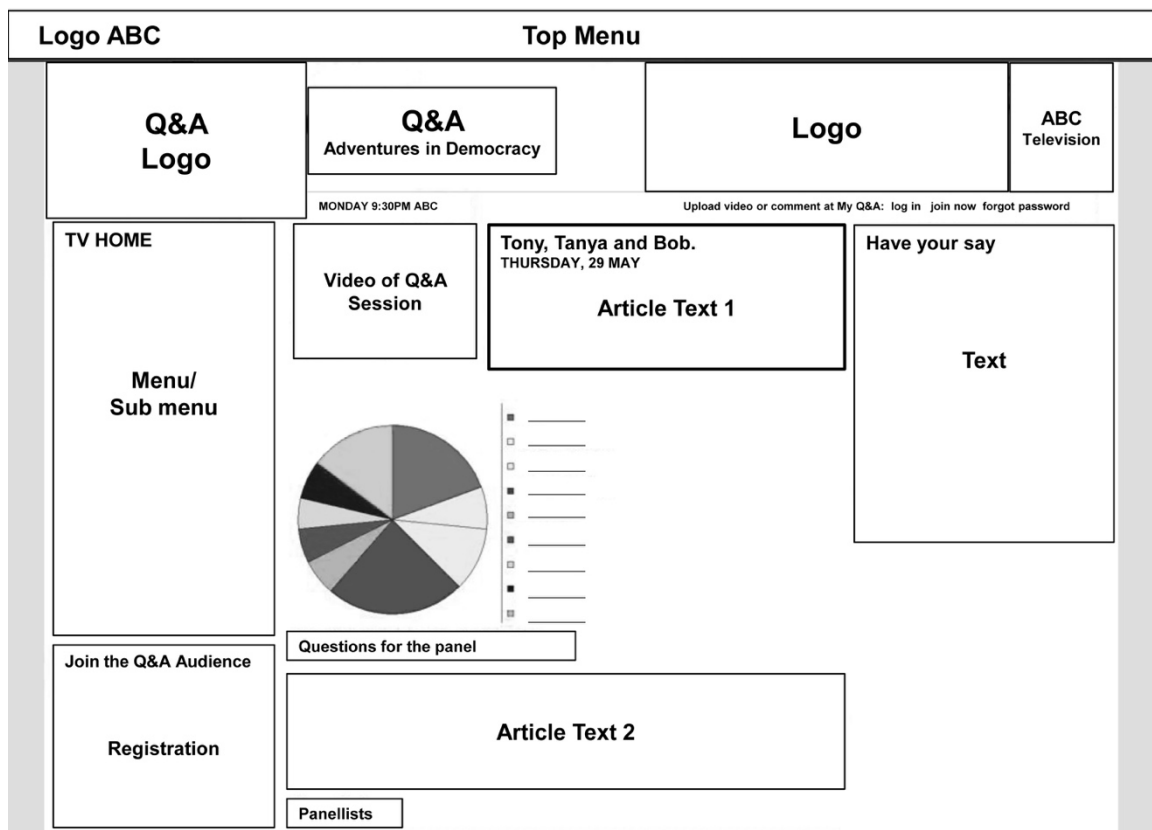 Logo ABC
Top Menu
Q&A
Logo
Q&A
Adventures in Democracy
Logo
ABC
Television
MONDAY 9:30PM ABC
Upload video or comment at My Q&A: log in join now forgot password
TV HOME
Menu/
Sub menu
Video of Q&A
Session
Tony, Tanya and Bob.
THURSDAY, 29 MAY
Article Text 1
Have your say
Text
Questions for the panel
Join the Q&A Audience
Registration
Article Text 2
Panellists